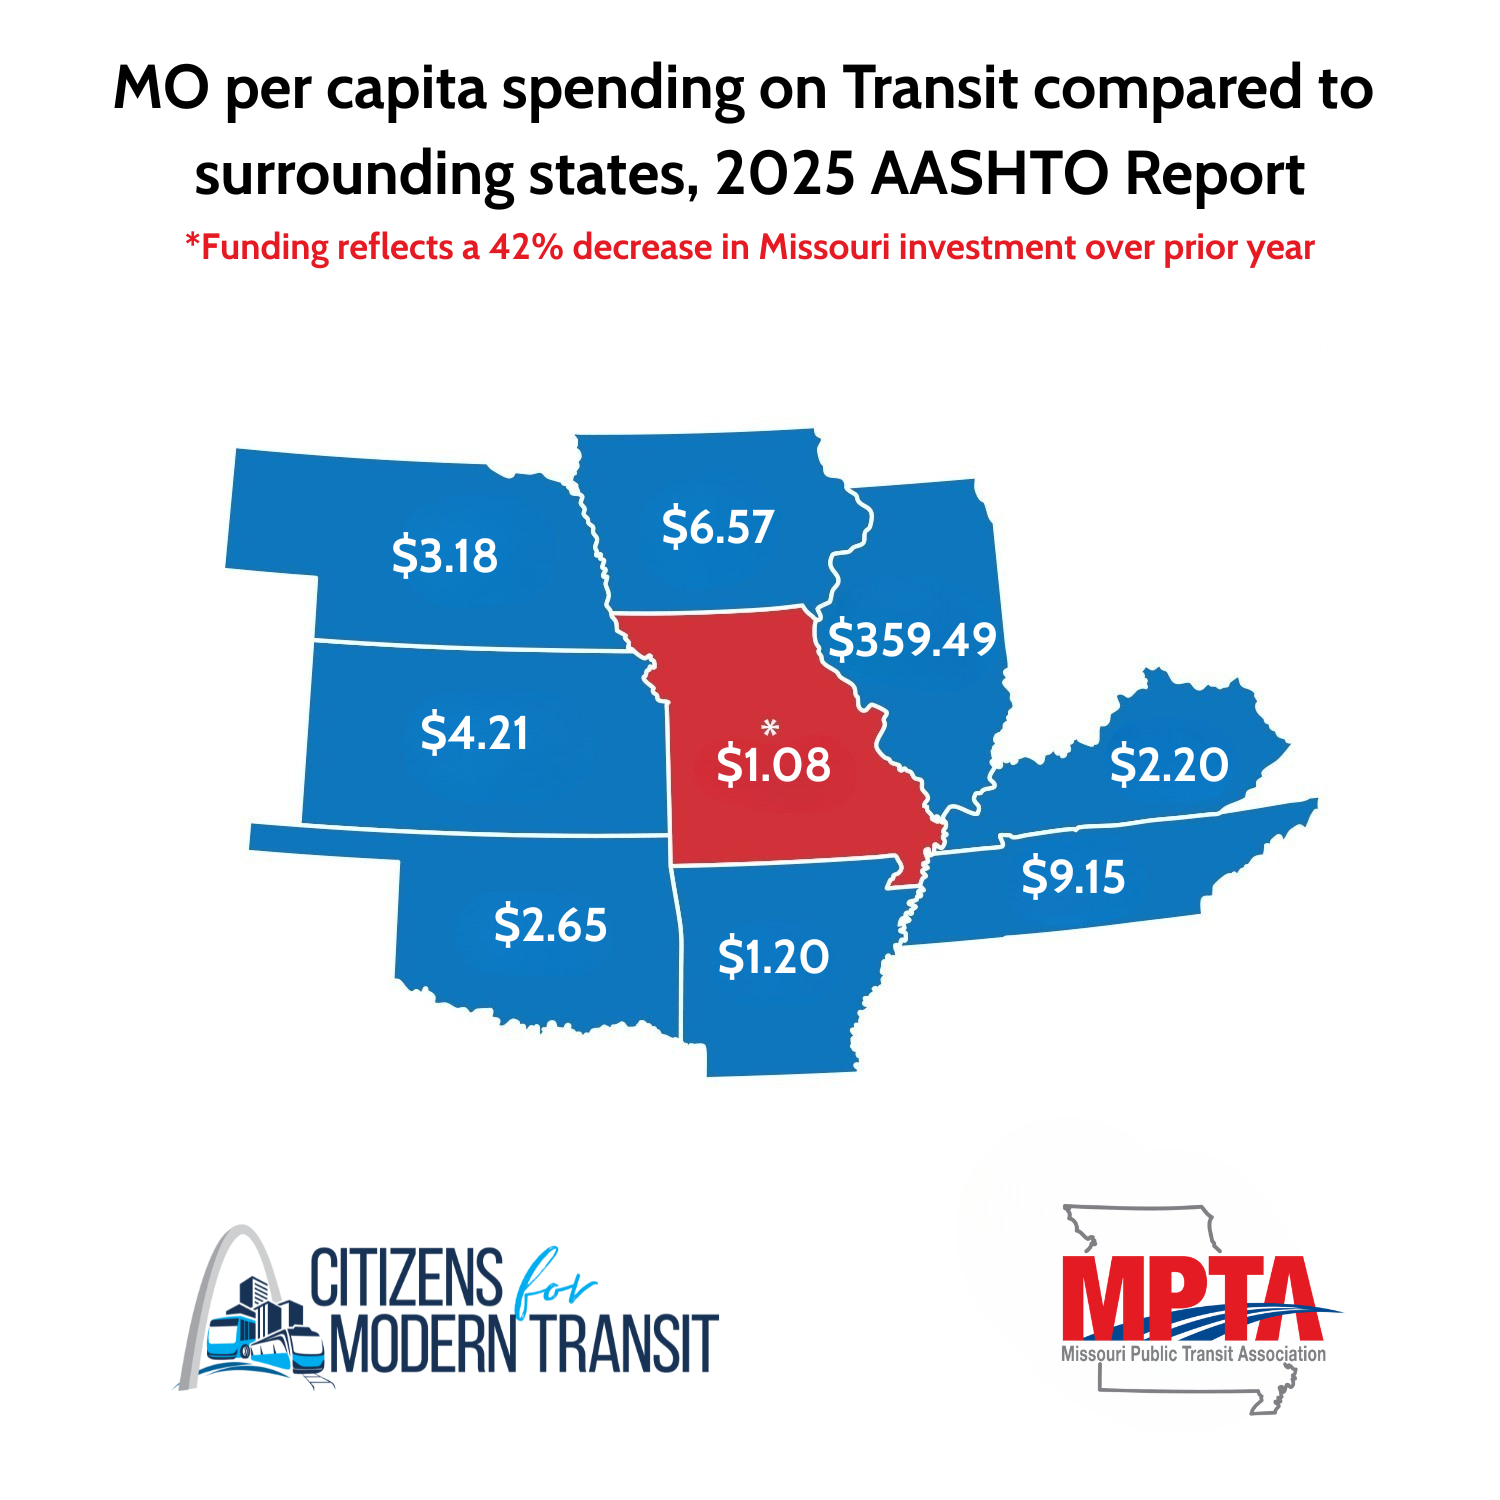 MO per capita spending on Transit compared to
surrounding states, 2025 AASHTO Report
*Funding reflects a 42% decrease in Missouri investment over prior year
$6.57
$3.18
$359.49
$4.21
*
$1.08
$2.20
$9.15
$2.65
$1.20
CITIZENS for
MODERN TRANSIT
MPTA
Missouri Public Transit Association